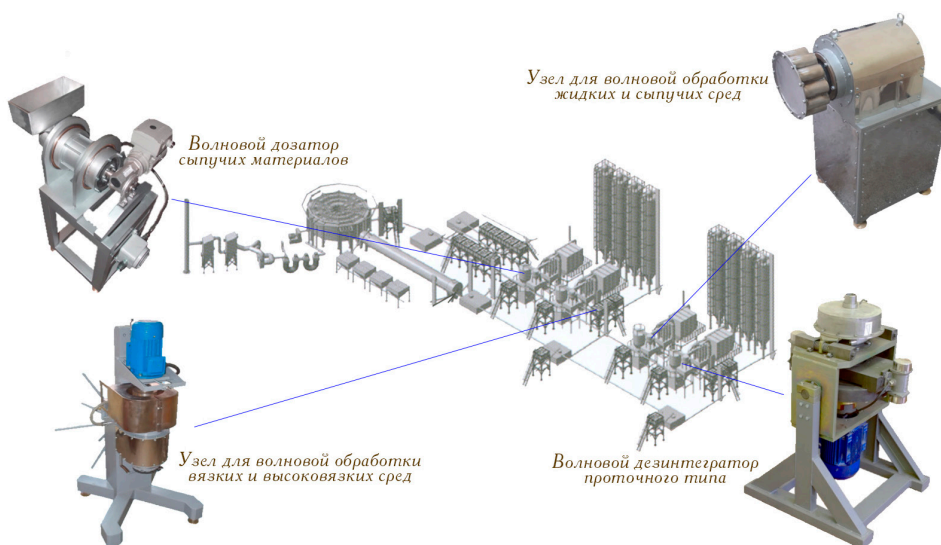 Узел для волновой обработки
жидких и сыпучих сред
Волновой дозатор
сыпучих материалов
Узел для волновой обработки
вязких и высоковязких сред
Волновой дезинтегратор
проточного типа